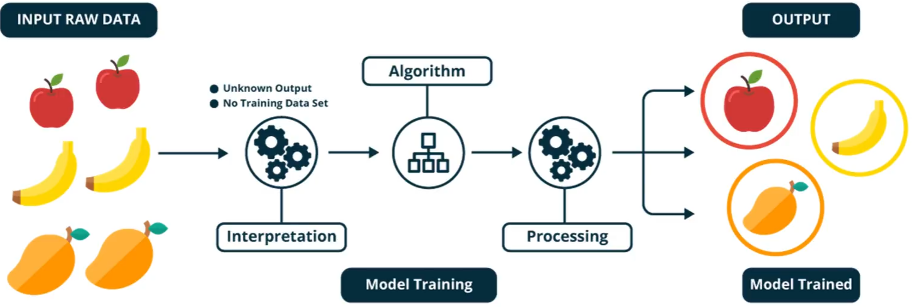 INPUT RAW DATA
OUTPUT
Algorithm
Unknown Output
No Training Data Set
Interpretation
Processing
Model Training
Model Trained